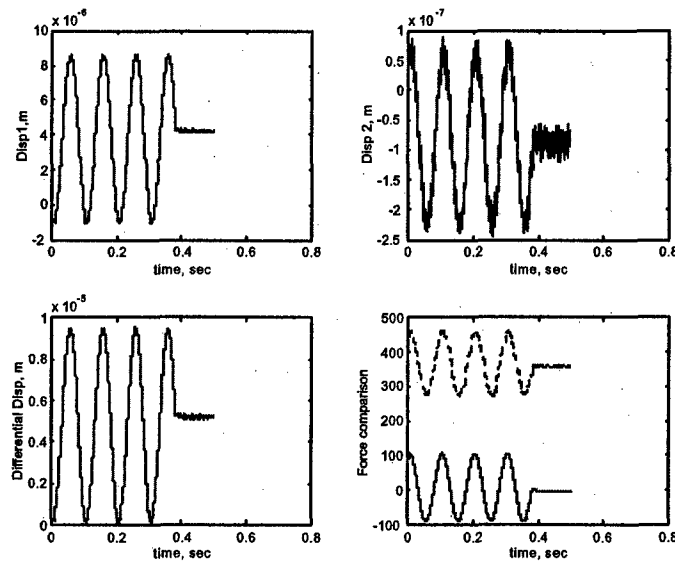 x 10^-6
10
8
6
4
2
0
-2
Disp1,m
0 0.2 0.4 0.6 0.8
time, sec
x 10^-7
1
0.5
0
-0.5
-1
-1.5
-2
-2.5
Disp 2, m
0 0.2 0.4 0.6 0.8
time, sec
x 10^-5
1
0.8
0.6
0.4
0.2
0
Differential Disp, m
0 0.2 0.4 0.6 0.8
time, sec
500
400
300
200
100
0
-100
Force comparison
0 0.2 0.4 0.6 0.8
time, sec